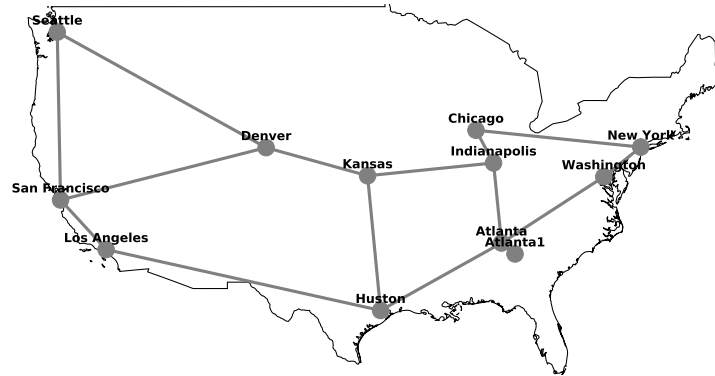 Seattle
Chicago
New York
Denver
Indianapolis
Kansas
Washington
San Francisco
Atlanta
Los Angeles
Atlanta1
Huston